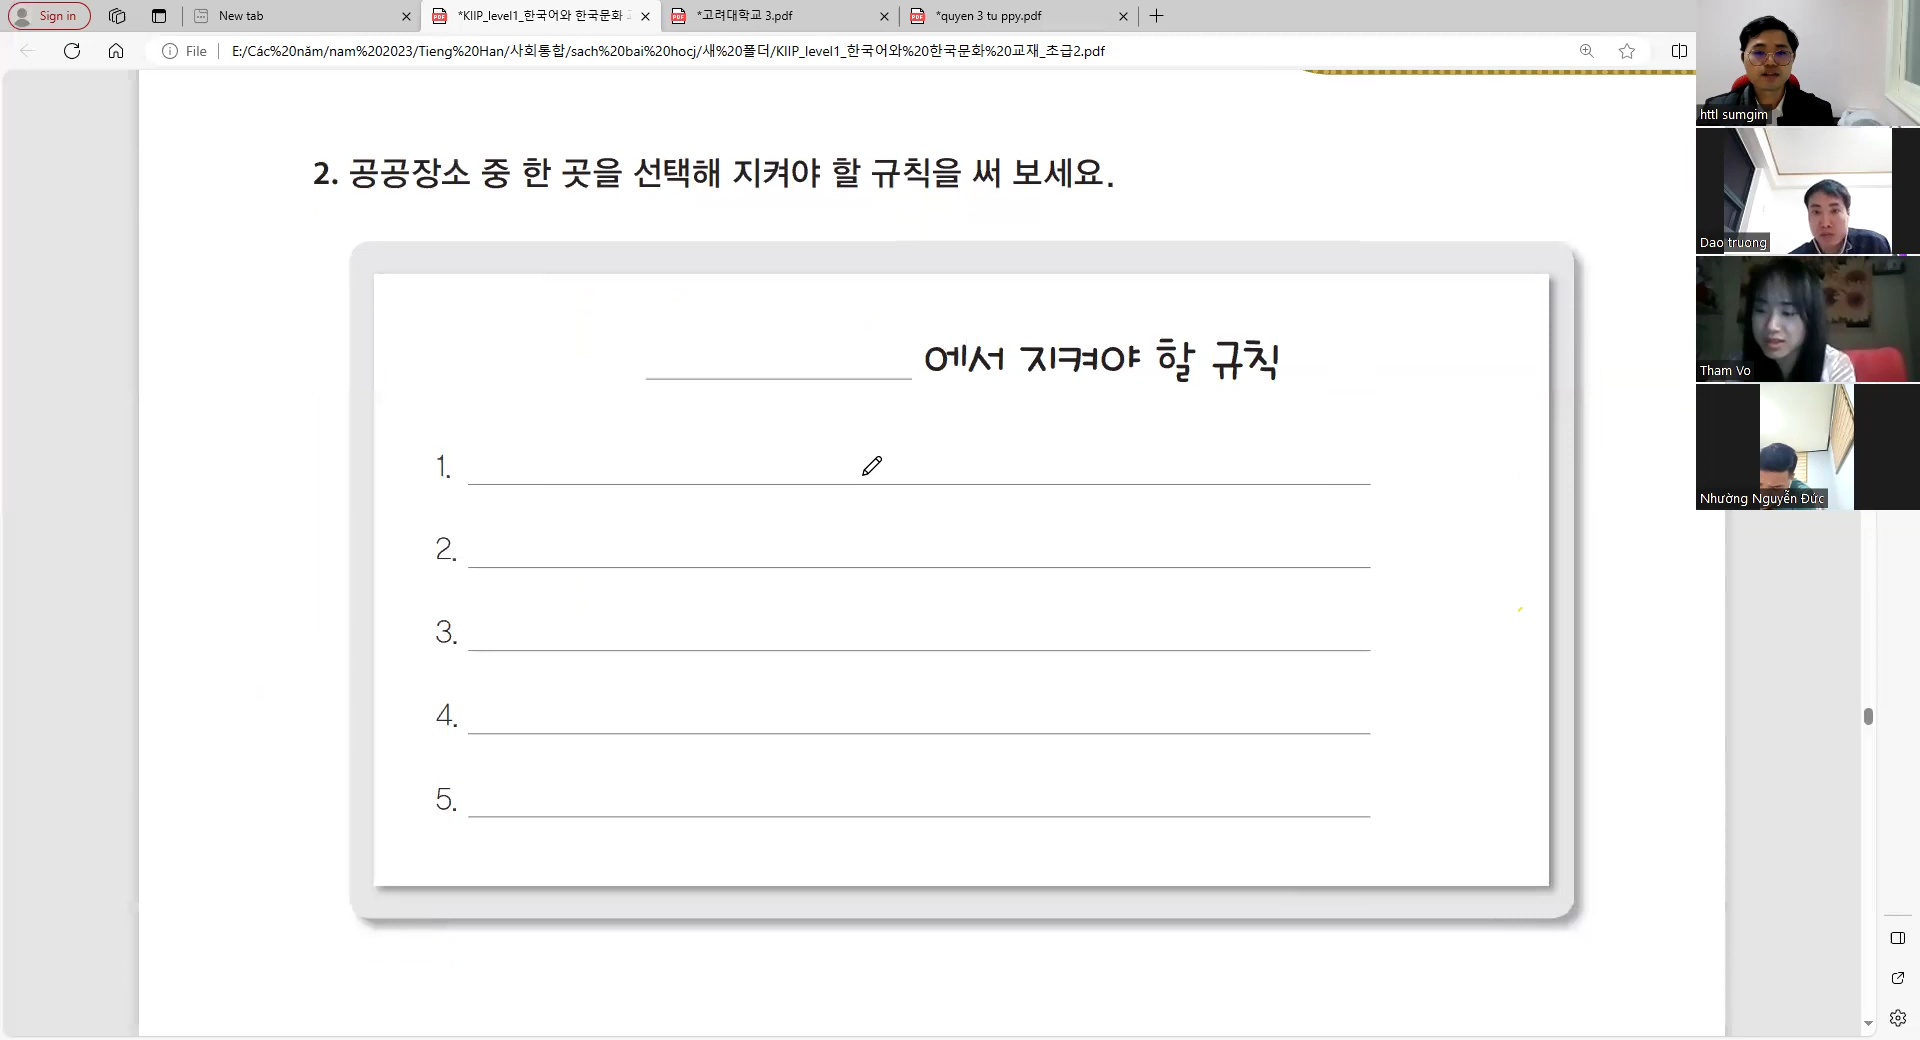 Sign in
New tab
*KIIP_level1_한국어와 한국문화
*고려대학교 3.pdf
*quyen 3 tu ppy.pdf
File
E:/Các%20năm/nam%202023/Tieng%20Han/사회통합/sach%20bai%20hocj/새%20폴더/KIIP_level1_한국어와%20한국문화%20교재_초급2.pdf
httl sumgim
2. 공공장소 중 한 곳을 선택해 지켜야 할 규칙을 써 보세요.
Dao truong
에서 지켜야 할 규칙
Tham Vo
1.
Nhường Nguyễn Đức
2.
3.
4.
5.